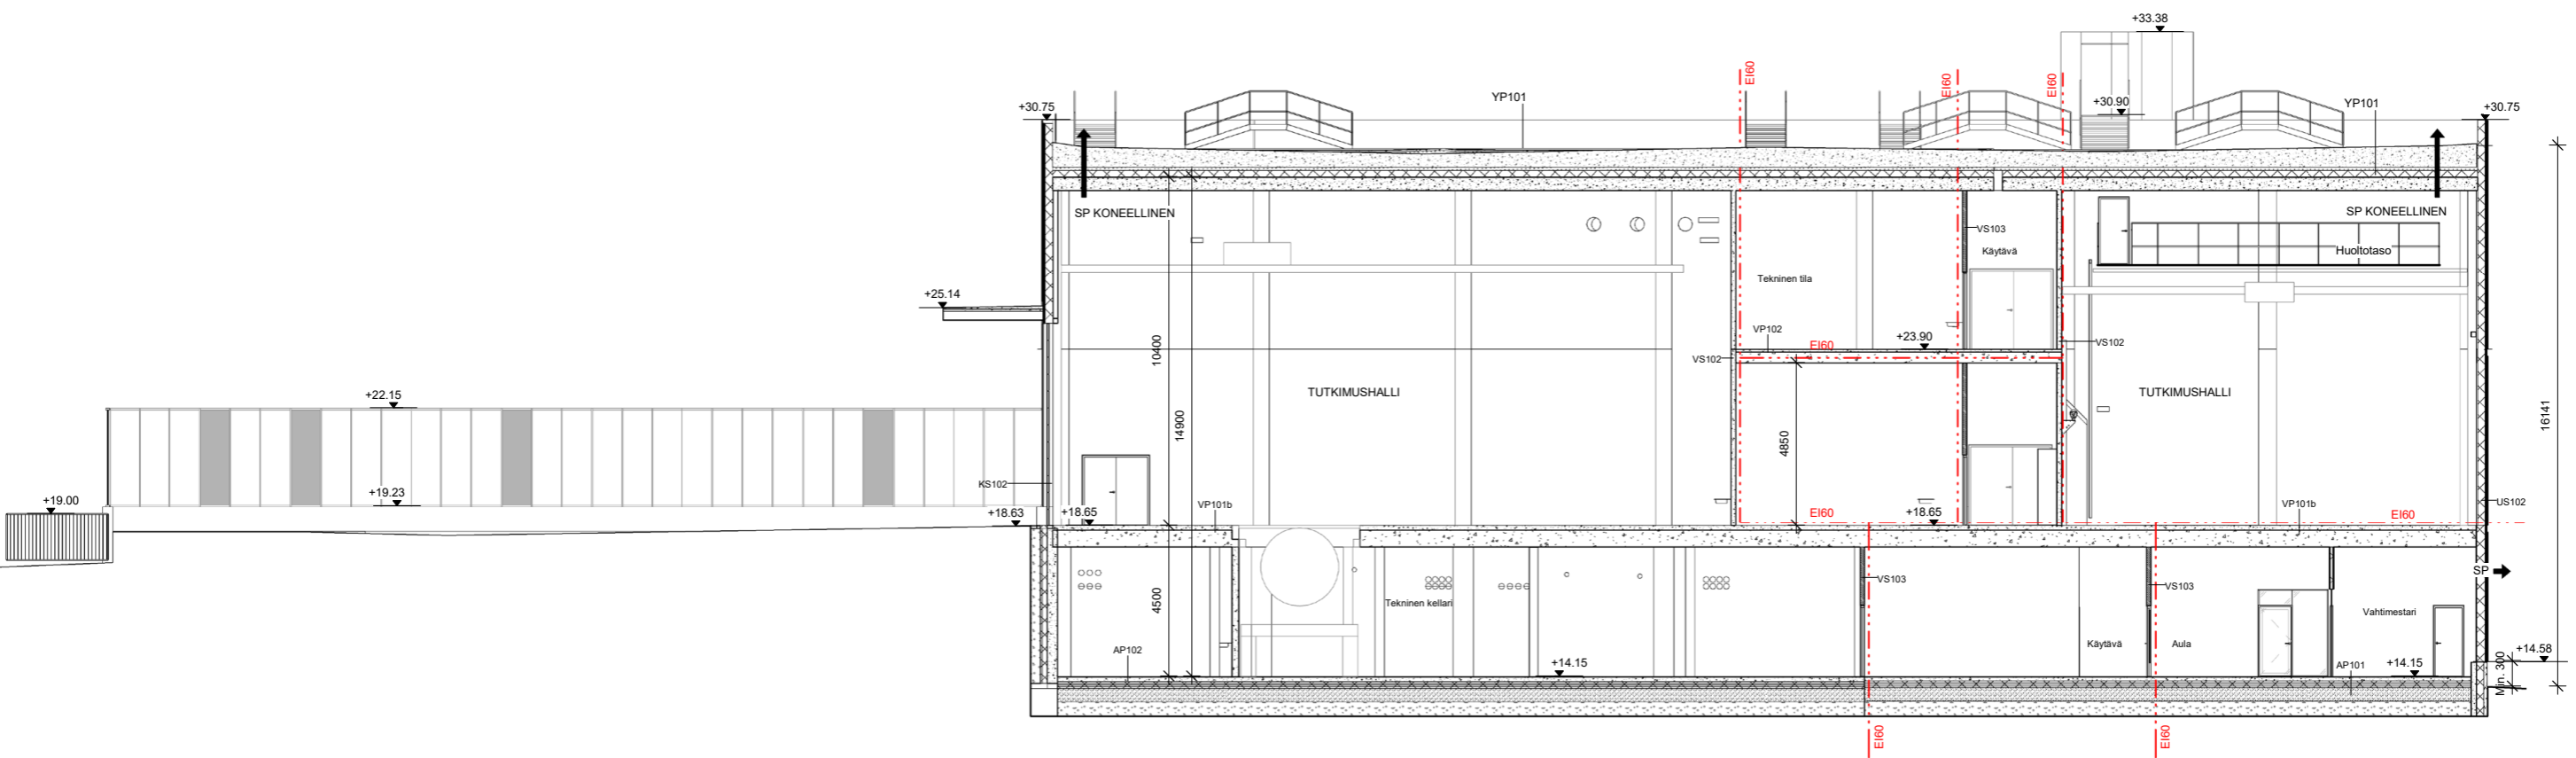 +33.38
EI60
EI60
EI60
+30.75
YP101
+30.90
YP101
+30.75
SP KONEELLINEN
SP KONEELLINEN
VS103
Käytävä
Huoltotaso
Tekninen tila
+25.14
VP102
+23.90
EI60
VS102
VS102
10400
TUTKIMUSHALLI
TUTKIMUSHALLI
+22.15
14900
16141
4850
KS102
+19.23
+19.00
VP101b
VP101b
US102
+18.63
+18.65
EI60
+18.65
EI60
SP
VS103
VS103
4500
Tekninen kellari
Vahtimestari
Käytävä
Aula
AP102
+14.15
AP101
+14.15
+14.58
Min. 300
EI60
EI60